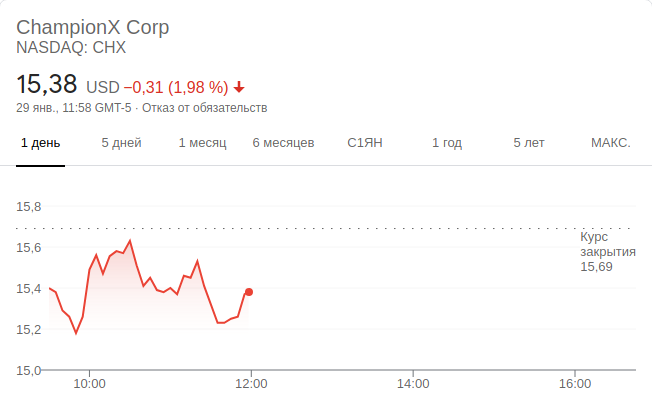 ChampionX Corp
NASDAQ: CHX
15,38 USD −0,31 (1,98 %)
29 янв., 11:58 GMT-5 · Отказ от обязательств
1 день 5 дней 1 месяц 6 месяцев С1ЯН 1 год 5 лет МАКС.
15,8
Курс
закрытия
15,69
15,6
15,4
15,2
15,0
10:00 12:00 14:00 16:00